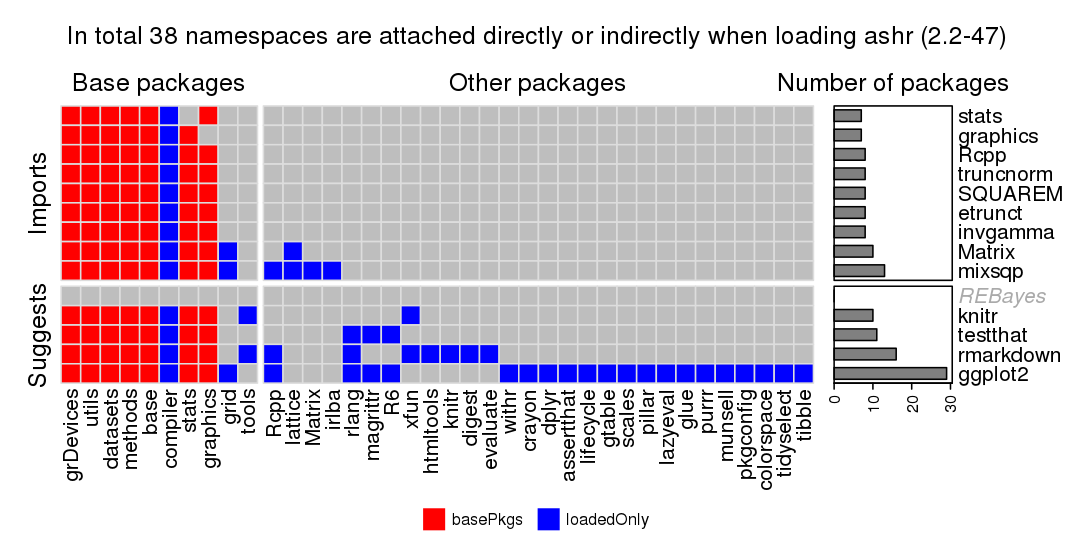 In total 38 namespaces are attached directly or indirectly when loading ashr (2.2-47)
Base packages
Other packages
Number of packages
Imports
stats
graphics
Rcpp
truncnorm
SQUAREM
etrunct
invgamma
Matrix
mixsqp
Suggests
REBayes
knitr
testthat
rmarkdown
ggplot2
0
10
20
30
grDevices
utils
datasets
methods
base
compiler
stats
graphics
grid
tools
Rcpp
lattice
Matrix
irlba
rlang
magrittr
R6
xfun
htmltools
knitr
digest
evaluate
withr
crayon
dplyr
assertthat
lifecycle
gtable
scales
pillar
lazyeval
glue
purrr
munsell
pkgconfig
colorspace
tidyselect
tibble
basePkgs
loadedOnly